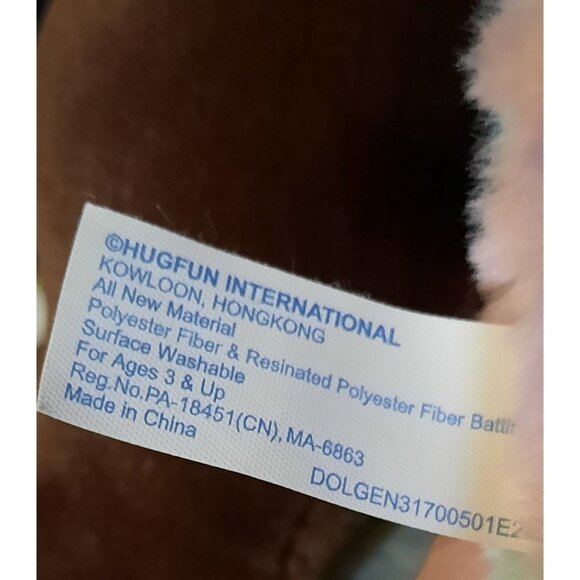 ©HUGFUN INTERNATIONAL
KOWLOON, HONGKONG
All New Material
Polyester Fiber & Resinated Polyester Fiber
Surface Washable
For Ages 3 & Up
Reg.No.PA-18451(CN), MA-6863
Made in China
DOLGEN31700501E2